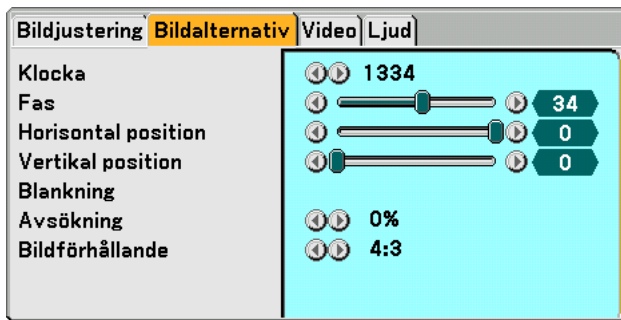 Bildjustering Bildalternativ Video Ljud
Klocka 1334
Fas 34
Horisontal position 0
Vertikal position 0
Blankning
Avsökning 0%
Bildförhållande 4:3